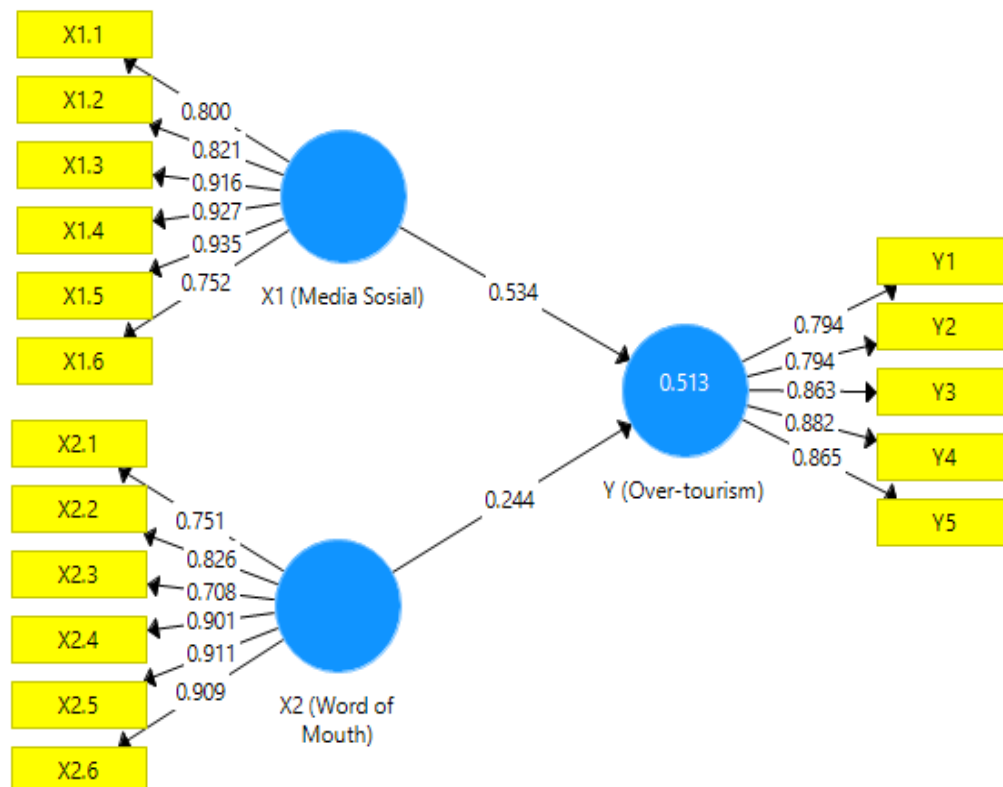 X1.1
X1.2
X1.3
X1.4
X1.5
X1.6
0.800
0.821
0.916
0.927
0.935
0.752
X1 (Media Sosial)
0.534
X2.1
X2.2
X2.3
X2.4
X2.5
X2.6
0.751
0.826
0.708
0.901
0.911
0.909
X2 (Word of
Mouth)
0.244
0.513
Y (Over-tourism)
0.794
0.794
0.863
0.882
0.865
Y1
Y2
Y3
Y4
Y5